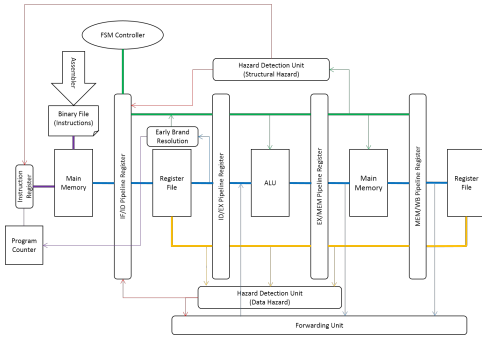 FSM Controller
Assembler
Hazard Detection Unit
(Structural Hazard)
Binary File
(Instructions)
Early Brand
Resolution
Instruction
Register
Main
Memory
IF/ID Pipeline Register
Register
File
ID/EX Pipeline Register
ALU
EX/MEM Pipeline Register
Main
Memory
MEM/WB Pipeline Register
Register
File
Program
Counter
Hazard Detection Unit
(Data Hazard)
Forwarding Unit